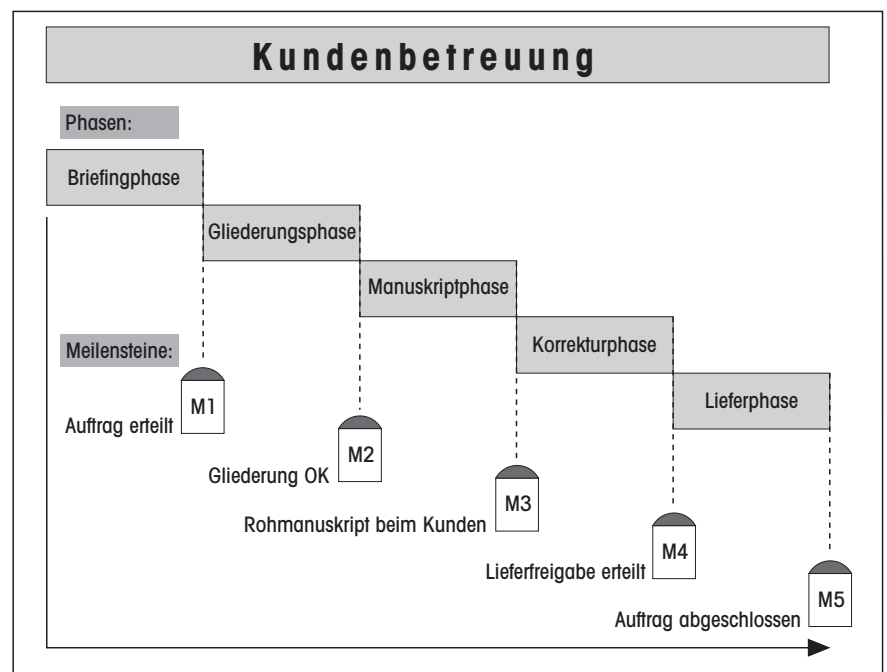 Kundenbetreuung
Phasen:
Briefingphase
Gliederungsphase
Manuskriptphase
Korrekturphase
Lieferphase
Meilensteine:
M1
Auftrag erteilt
M2
Gliederung OK
M3
Rohmanuskript beim Kunden
M4
Lieferfreigabe erteilt
M5
Auftrag abgeschlossen